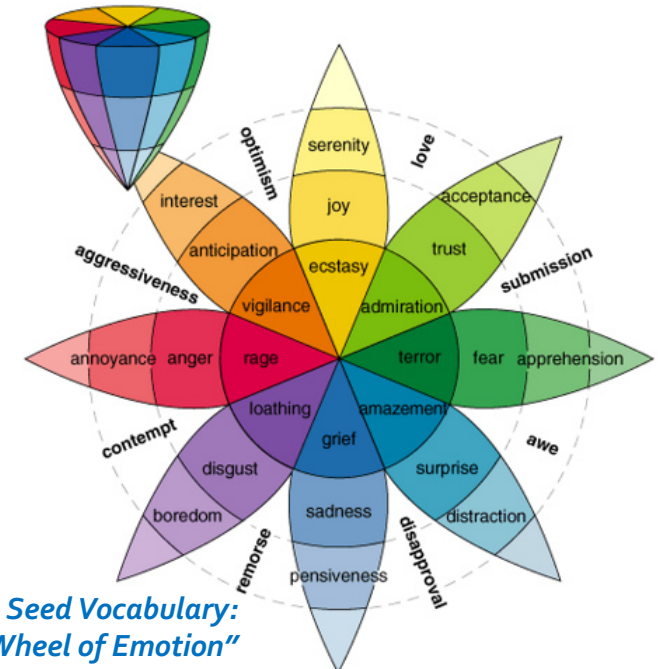 optimism
love
serenity
interest
acceptance
joy
anticipation
trust
aggressiveness
submission
ecstasy
vigilance
admiration
annoyance anger rage terror fear apprehension
loathing
amazement
contempt
grief
awe
disgust
surprise
boredom
sadness
distraction
remorse
disapproval
pensiveness
Seed Vocabulary:
Wheel of Emotion”